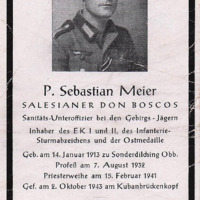 P. Sebastian Meier
SALESIANER DON BOSCOS
Sanitäts-Unteroffizier bei den Gebirgs-Jägern
Inhaber des EK I und II, des Infanterie-
Sturmabzeichens und der Ostmedaille
Geb. am 14. Januar 1913 zu Sonderdilching Obb.
Profeß am 7. August 1932
Priesterweihe am 15. Februar 1941
Gef. am 2. Oktober 1943 am Kubanbrückenkopf